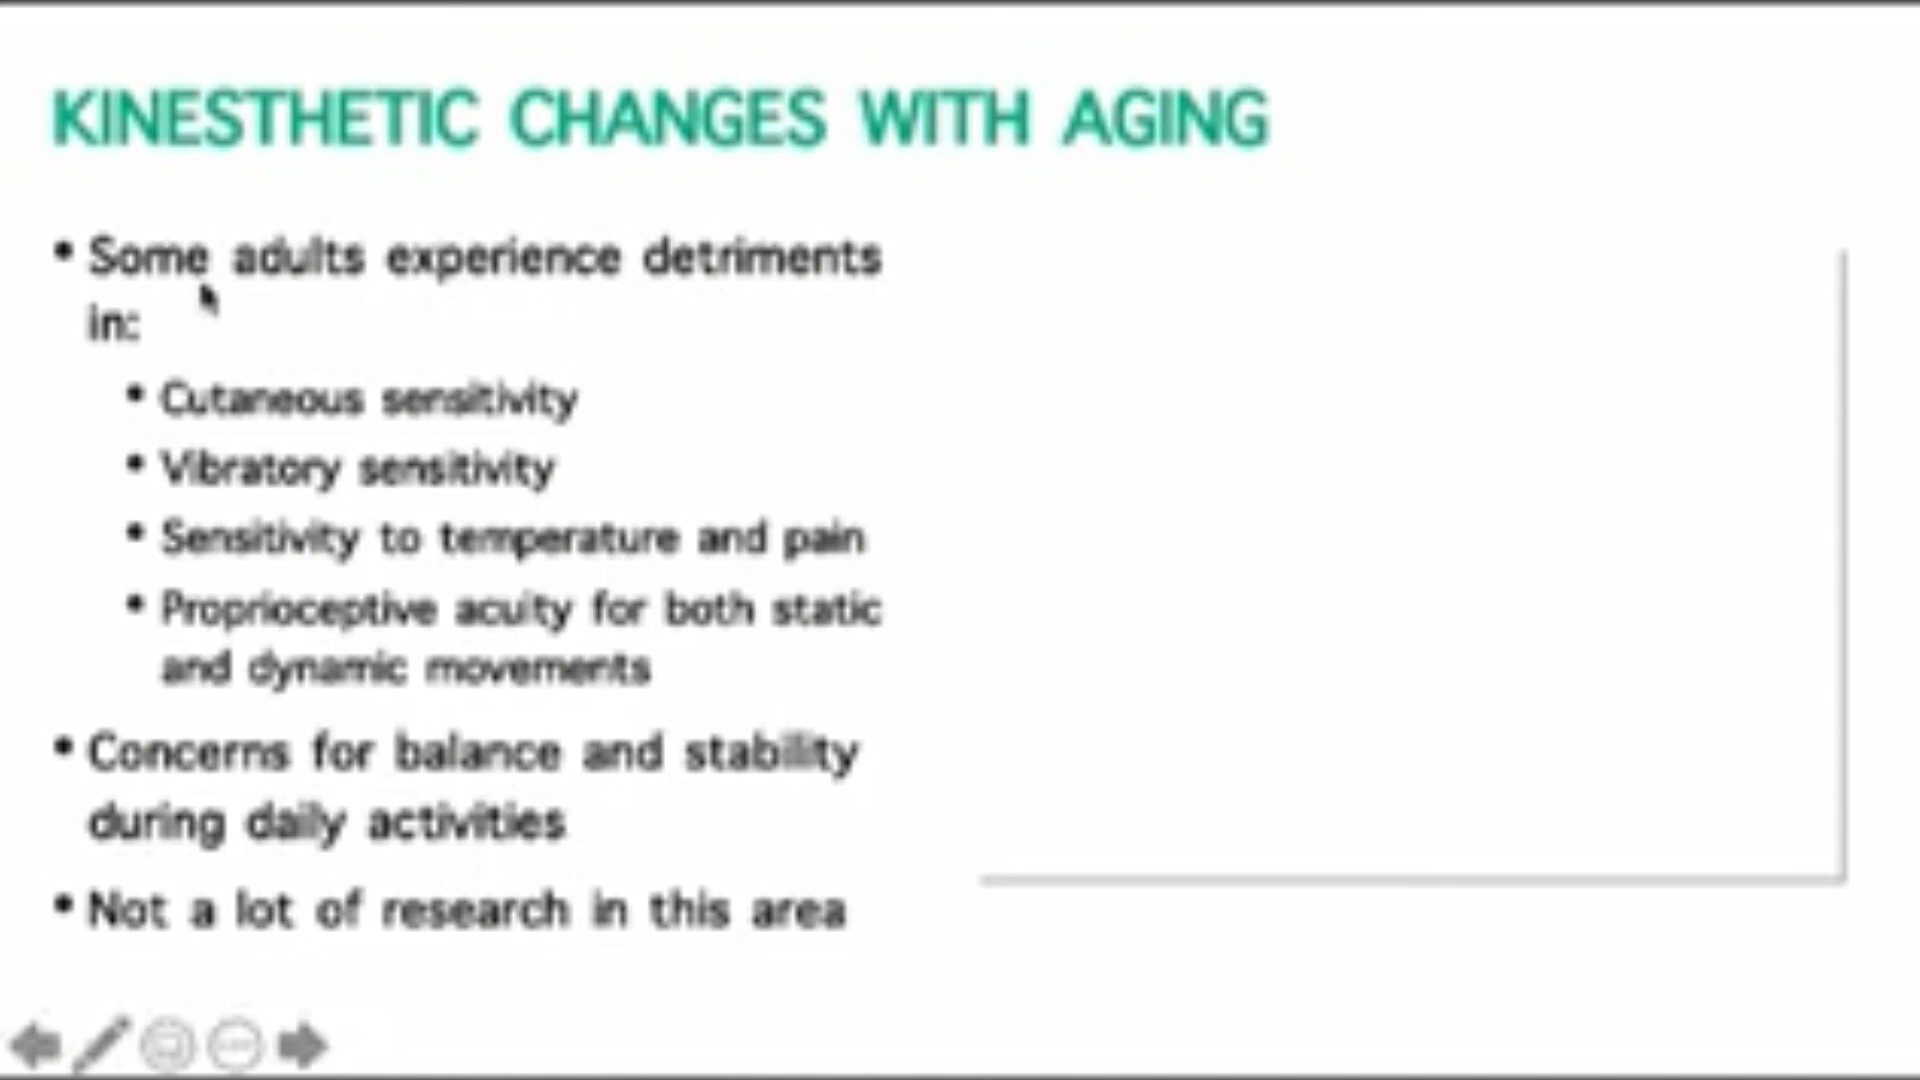 KINESTHETIC CHANGES WITH AGING
• Some adults experience detriments
in:
• Cutaneous sensitivity
• Vibratory sensitivity
• Sensitivity to temperature and pain
• Proprioceptive acuity for both static
and dynamic movements
• Concerns for balance and stability
during daily activities
• Not a lot of research in this area